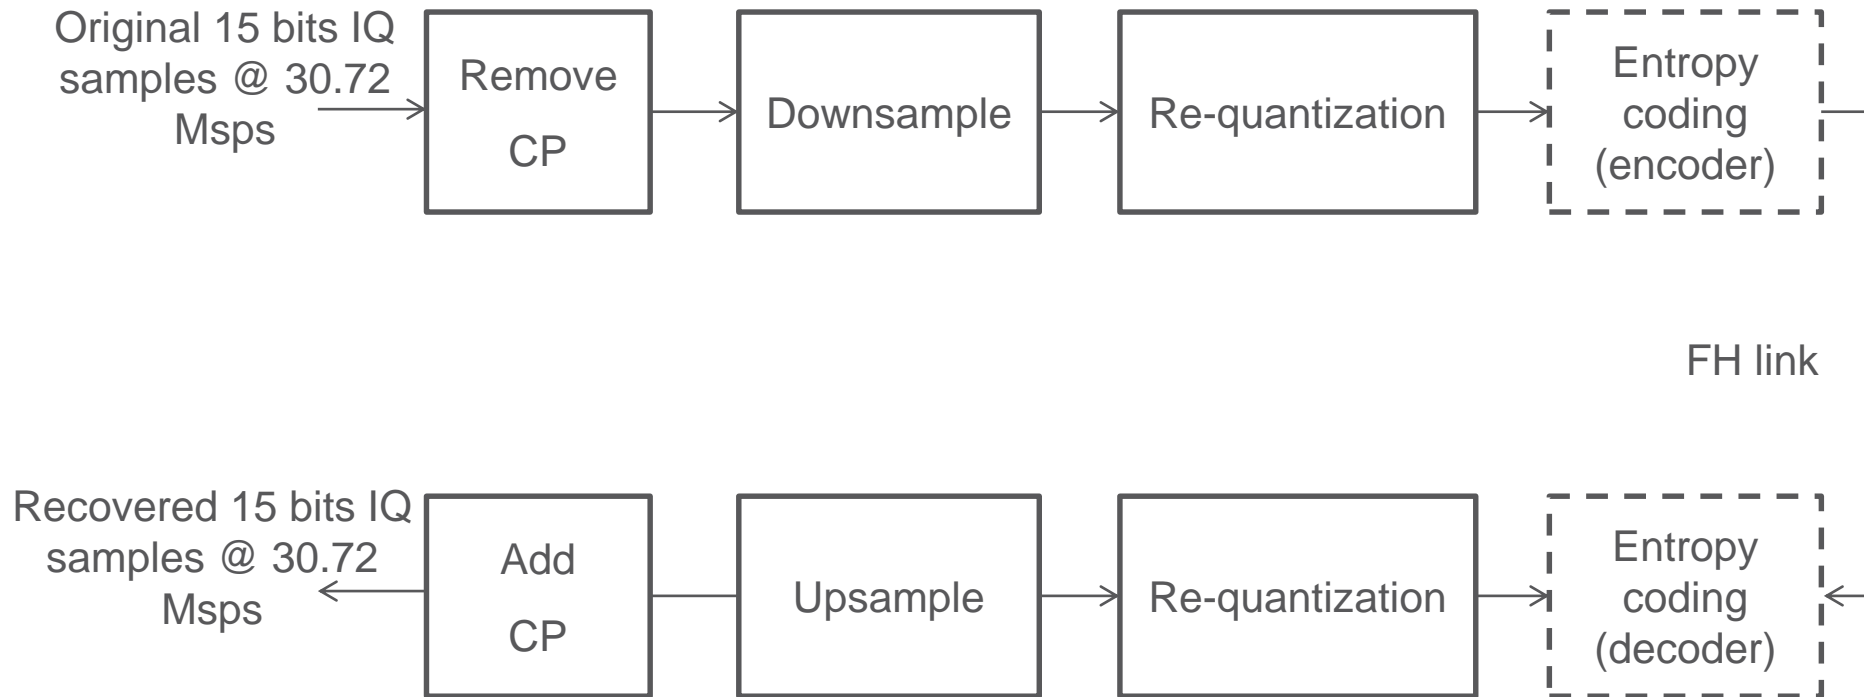 Original 15 bits IQ
samples @ 30.72
Msps
Remove
CP
Downsample
Re-quantization
Entropy
coding
(encoder)
FH link
Recovered 15 bits IQ
samples @ 30.72
Msps
Add
CP
Upsample
Re-quantization
Entropy
coding
(decoder)